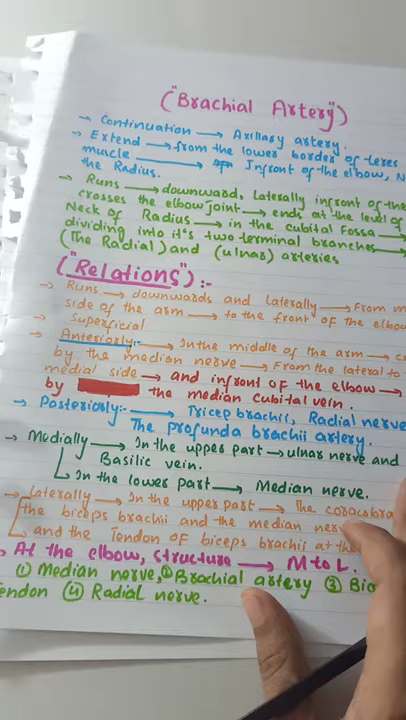 ("Brachial Artery")
→ Continuation → Axillary artery.
→ Extend → from the lower border of teres
muscle → Infront of the elbow, N
the Radius.
→ Runs → downward, Laterally infront of the
crosses the elbow joint → ends at the level of
Neck of Radius → in the cubital Fossa →
dividing into it's two terminal branches →
(The Radial) and (ulnar) arteries
("Relations") :-
→ Runs → downwards and Laterally → From m
side of the arm → to the front of the elbow
→ Superficial
→ Anteriorly:- → In the middle of the arm → c
by the median nerve → From the lateral to
medial side → and infront of the elbow →
by the median cubital vein.
→ Posteriorly:- → Tricep brachii, Radial nerve
The profunda brachii artery.
→ Medially → In the upper part → ulnar nerve and
Basilic vein.
→ In the lower part → Median nerve.
→ Laterally → In the upper part → The coracobra
the biceps brachii and the median nerv
and the Tendon of biceps brachii at the
→ At the elbow, structure → M to L.
① Median nerve, ② Brachial artery ③ Bic
endon ④ Radial nerve.